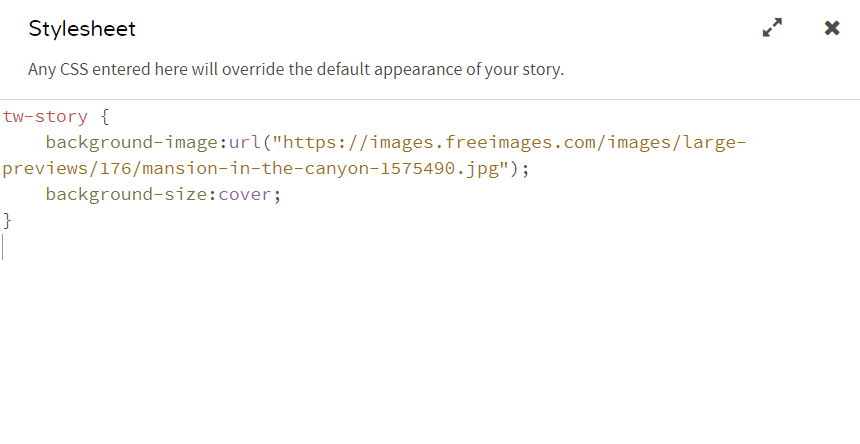 Stylesheet
Any CSS entered here will override the default appearance of your story.
tw-story {
    background-image:url("https://images.freeimages.com/images/large-
previews/176/mansion-in-the-canyon-1575490.jpg");
    background-size:cover;
}